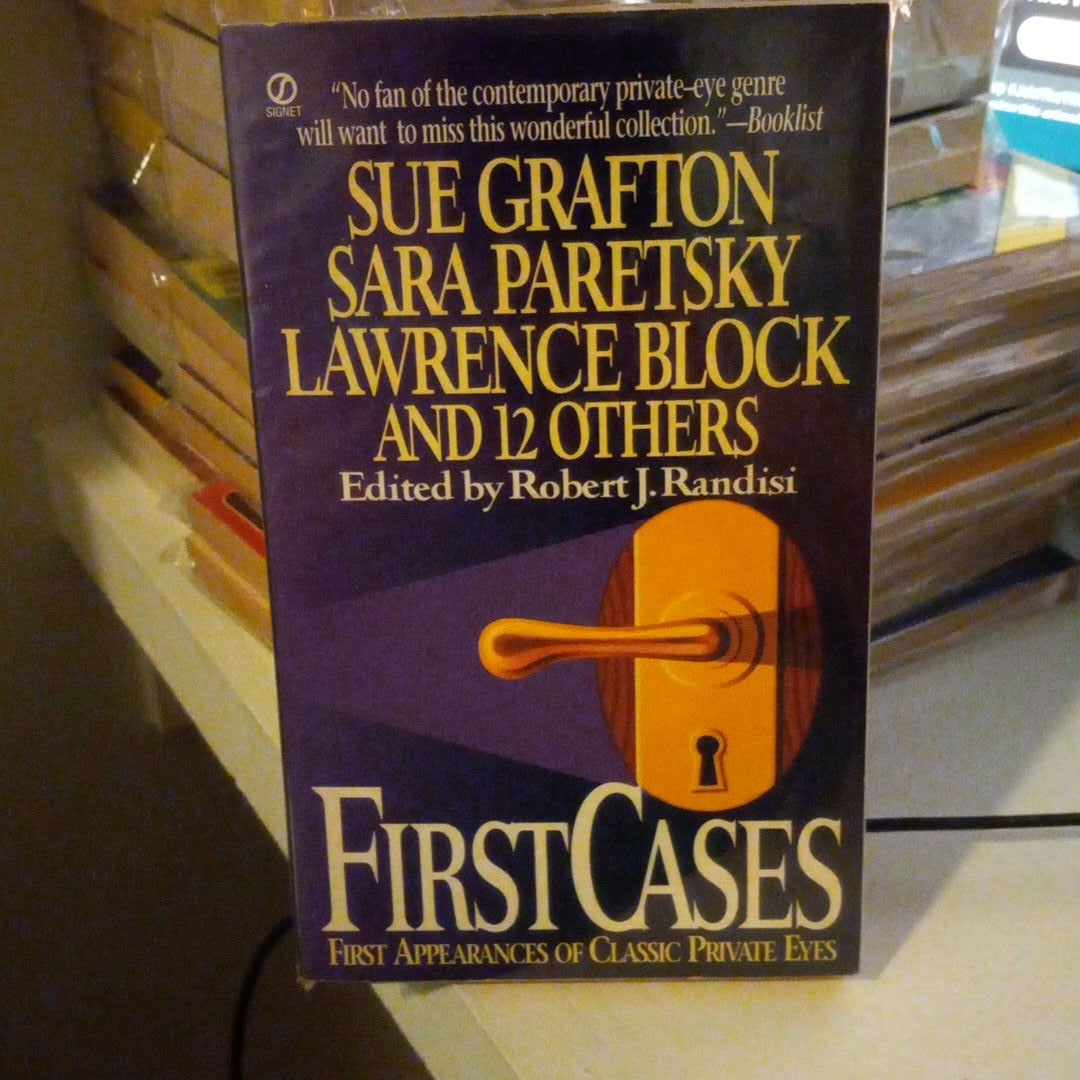 SIGNET
“No fan of the contemporary private–eye genre
will want to miss this wonderful collection.”—Booklist
SUE GRAFTON
SARA PARETSKY
LAWRENCE BLOCK
AND 12 OTHERS
Edited by Robert J. Randisi
FIRST CASES
FIRST APPEARANCES OF CLASSIC PRIVATE EYES